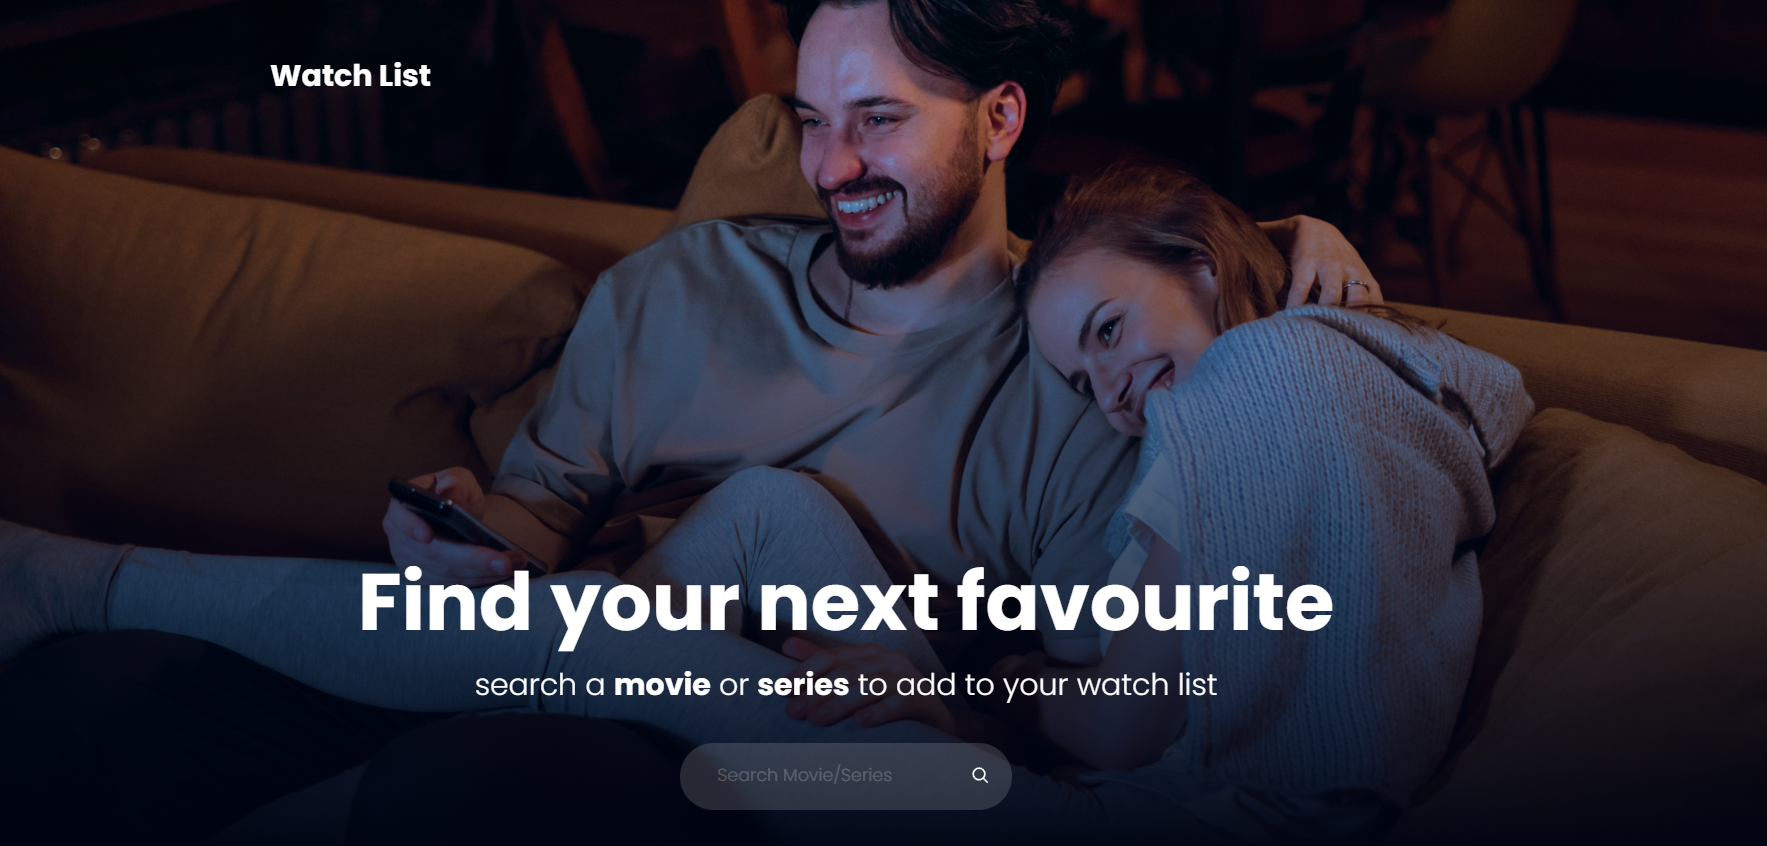 Watch List
Find your next favourite
search a movie or series to add to your watch list
Search Movie/Series